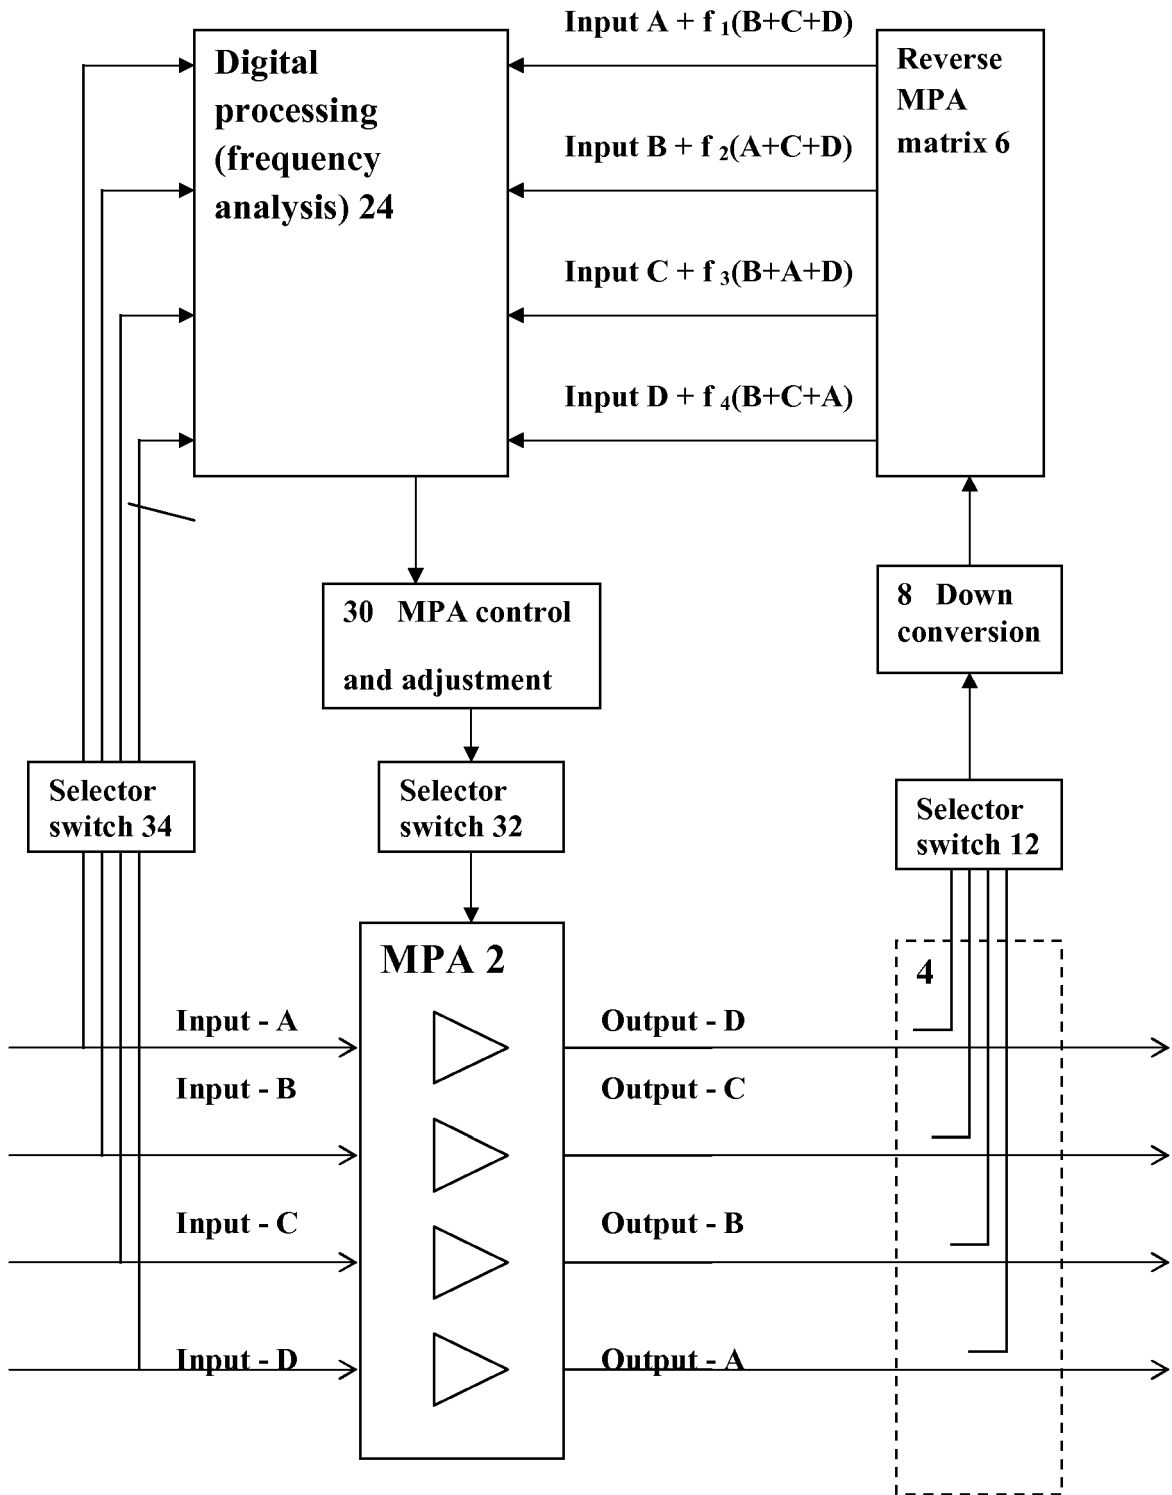 Input A + f 1(B+C+D)
Digital
processing
(frequency
analysis) 24
Reverse
MPA
matrix 6
Input B + f 2(A+C+D)
Input C + f 3(B+A+D)
Input D + f 4(B+C+A)
30 MPA control
and adjustment
8 Down
conversion
Selector
switch 34
Selector
switch 32
Selector
switch 12
MPA 2
4
Input - A
Output - D
Input - B
Output - C
Input - C
Output - B
Input - D
Output - A